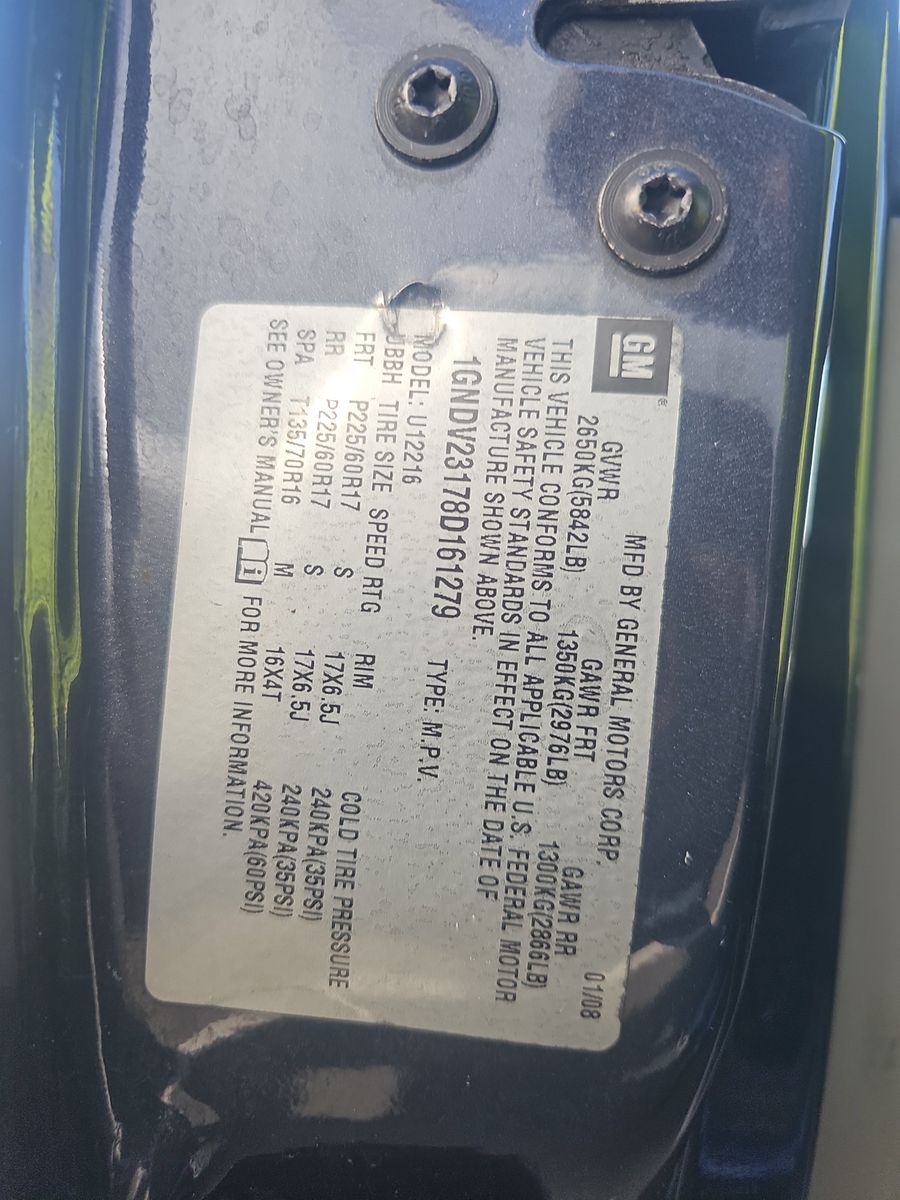 GM
MFD BY GENERAL MOTORS CORP. 01/08
GVWR GAWR FRT GAWR RR
2650KG(5842LB) 1350KG(2976LB) 1300KG(2866LB)
THIS VEHICLE CONFORMS TO ALL APPLICABLE U.S. FEDERAL MOTOR
VEHICLE SAFETY STANDARDS IN EFFECT ON THE DATE OF
MANUFACTURE SHOWN ABOVE.
1GNDV23178D161279 TYPE: M.P.V.
MODEL: U12216
JBBH TIRE SIZE SPEED RTG RIM COLD TIRE PRESSURE
FRT P225/60R17 S 17X6.5J 240KPA(35PSI)
RR P225/60R17 S 17X6.5J 240KPA(35PSI)
SPA T135/70R16 M 16X4T 420KPA(60PSI)
SEE OWNER'S MANUAL i FOR MORE INFORMATION.